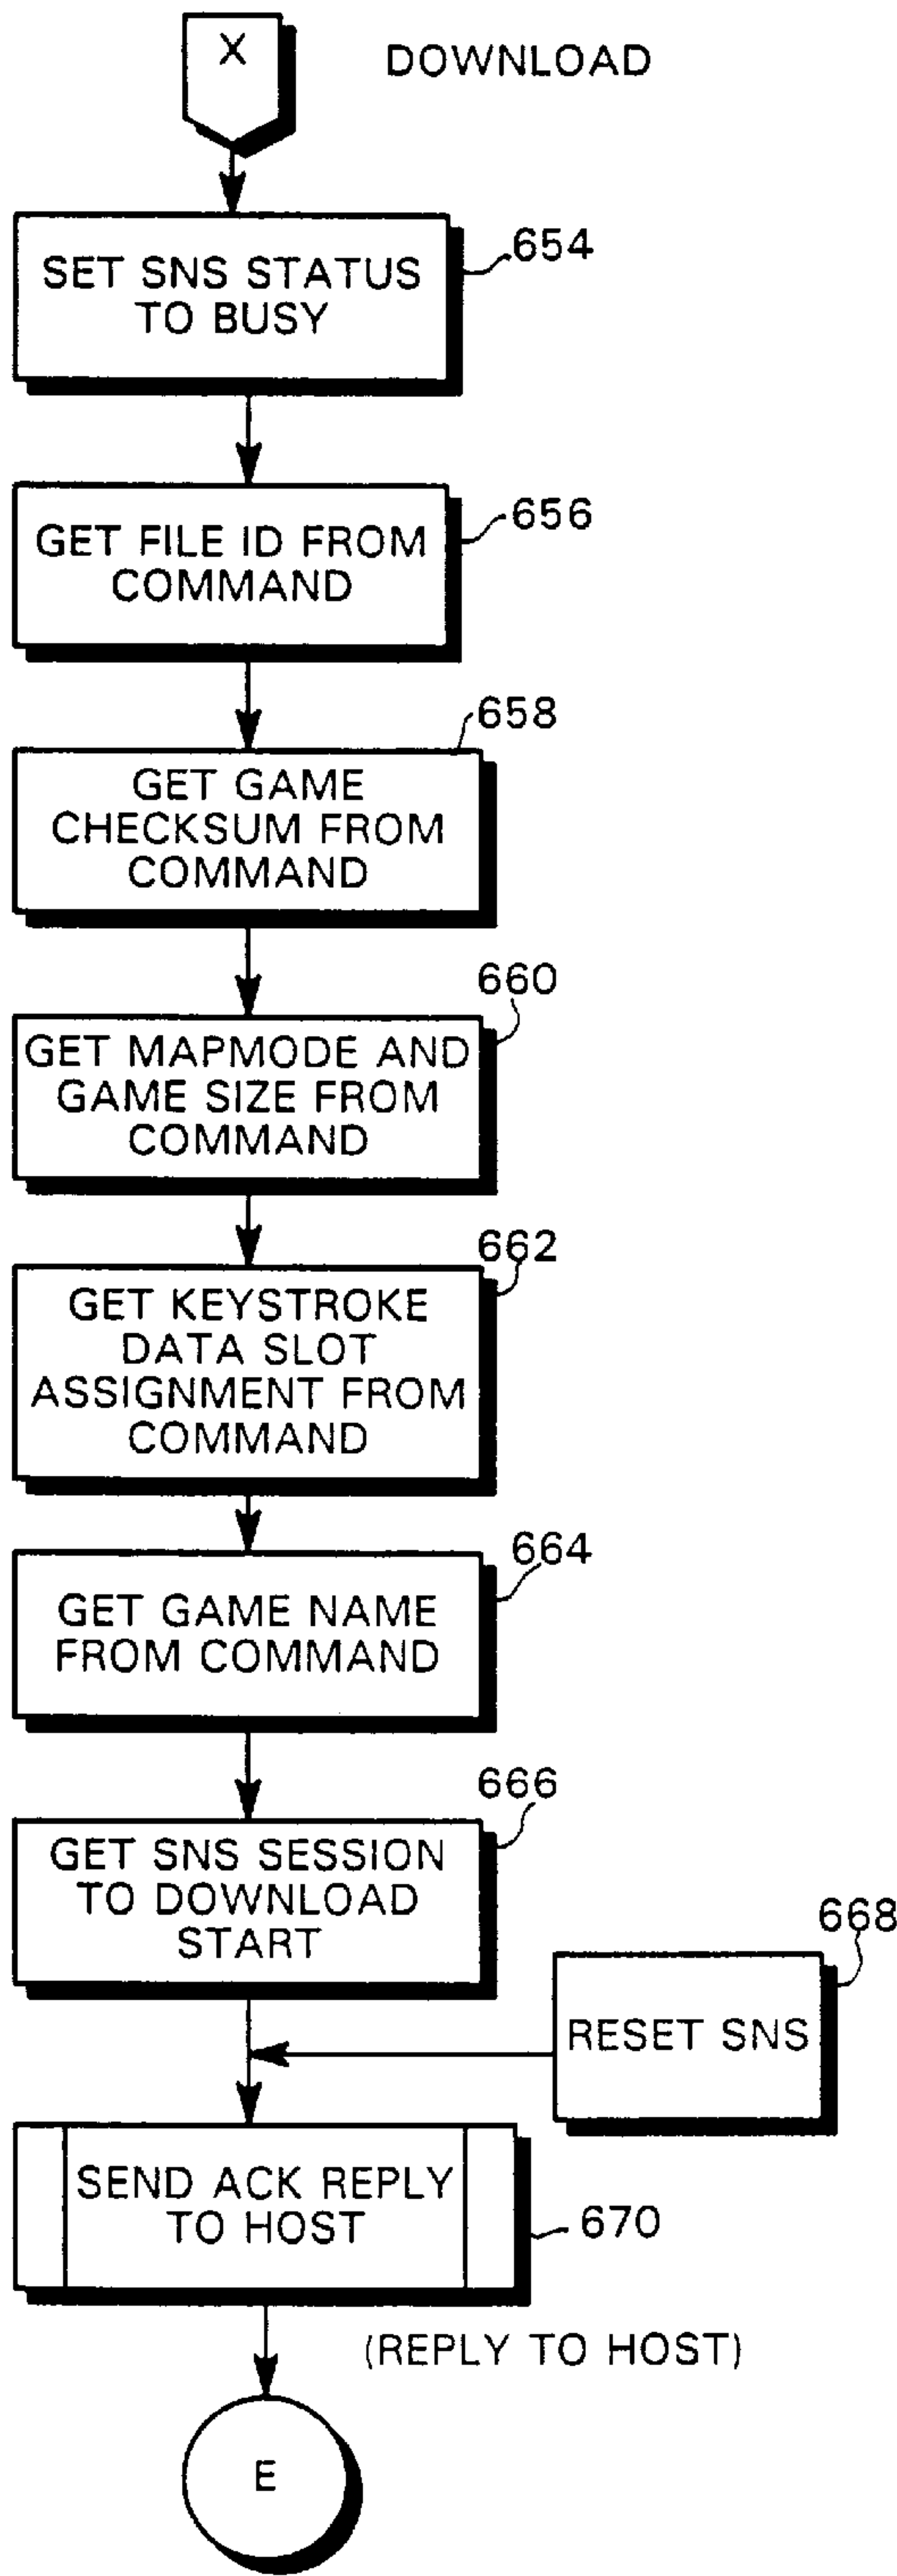 X
DOWNLOAD
654
SET SNS STATUS
TO BUSY
656
GET FILE ID FROM
COMMAND
658
GET GAME
CHECKSUM FROM
COMMAND
660
GET MAPMODE AND
GAME SIZE FROM
COMMAND
662
GET KEYSTROKE
DATA SLOT
ASSIGNMENT FROM
COMMAND
664
GET GAME NAME
FROM COMMAND
666
GET SNS SESSION
TO DOWNLOAD
START
668
RESET SNS
SEND ACK REPLY
TO HOST
670
(REPLY TO HOST)
E